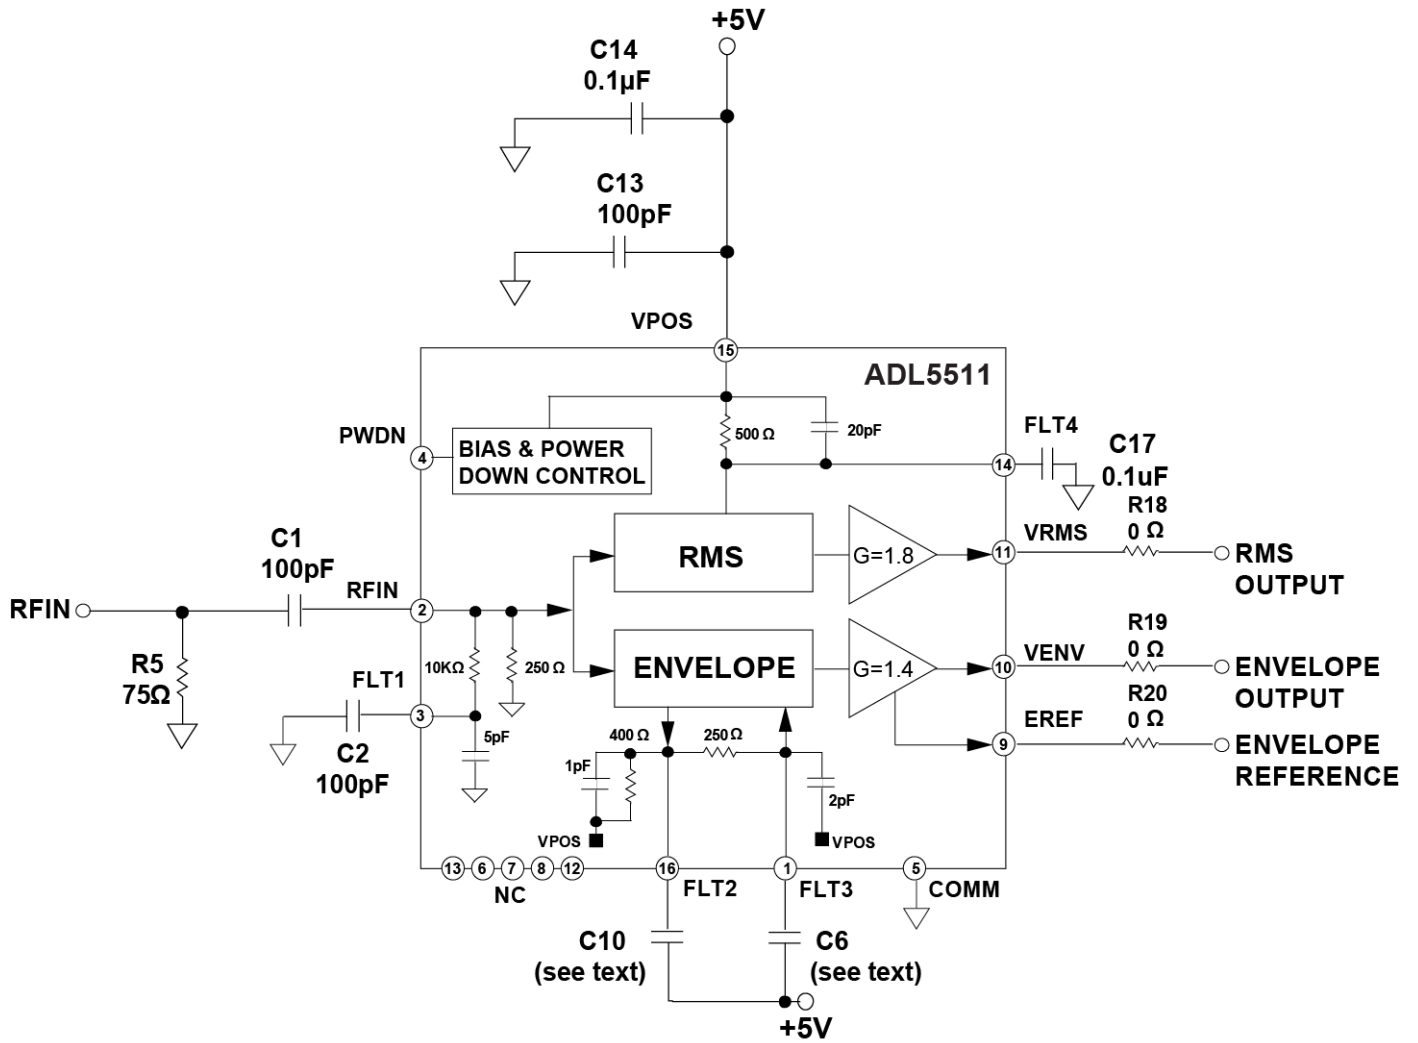 +5V
C14
0.1µF
C13
100pF
VPOS
15
ADL5511
PWDN
4
BIAS & POWER
DOWN CONTROL
500 Ω
20pF
FLT4
14
C17
0.1uF
R18
0 Ω
RMS
G=1.8
VRMS
11
RMS
OUTPUT
C1
100pF
RFIN
RFIN
2
R5
75Ω
10KΩ
250 Ω
ENVELOPE
G=1.4
10
VENV
R19
0 Ω
ENVELOPE
OUTPUT
FLT1
3
C2
100pF
5pF
EREF
9
R20
0 Ω
ENVELOPE
REFERENCE
400 Ω
250 Ω
1pF
2pF
VPOS
VPOS
13
6
7
8
12
NC
16
FLT2
1
FLT3
5
COMM
C10
(see text)
C6
(see text)
+5V